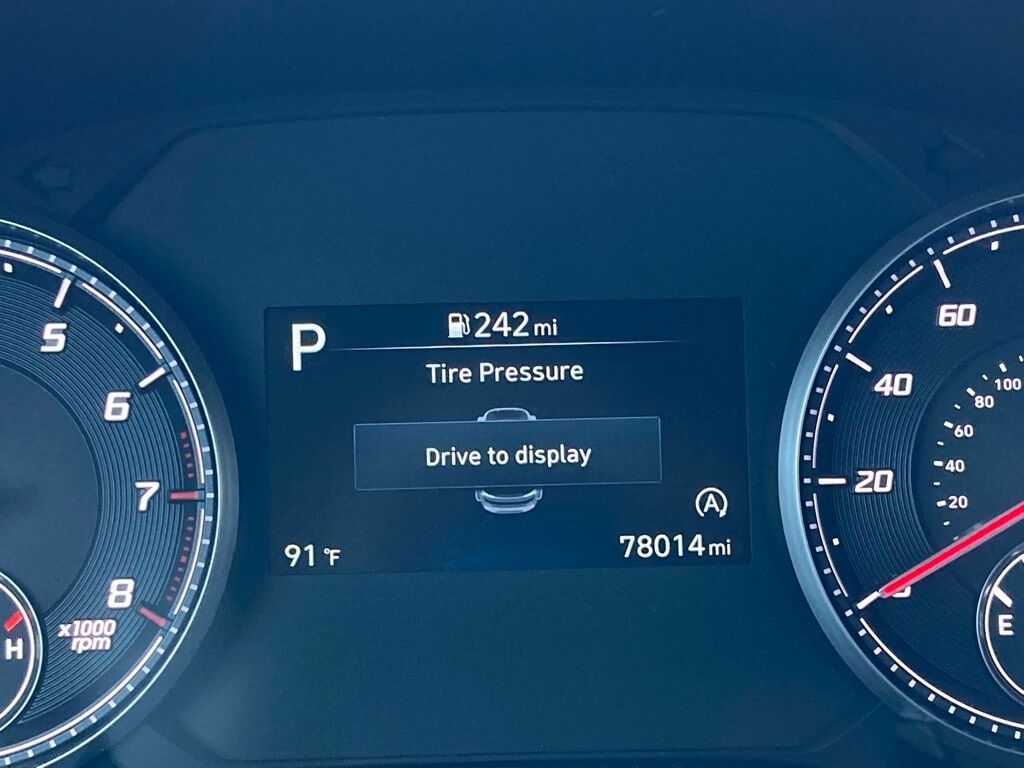 P
242 mi
Tire Pressure
Drive to display
A
91 °F
78014 mi
5
6
7
8
x1000
rpm
H
60
40
20
100
80
60
40
20
E